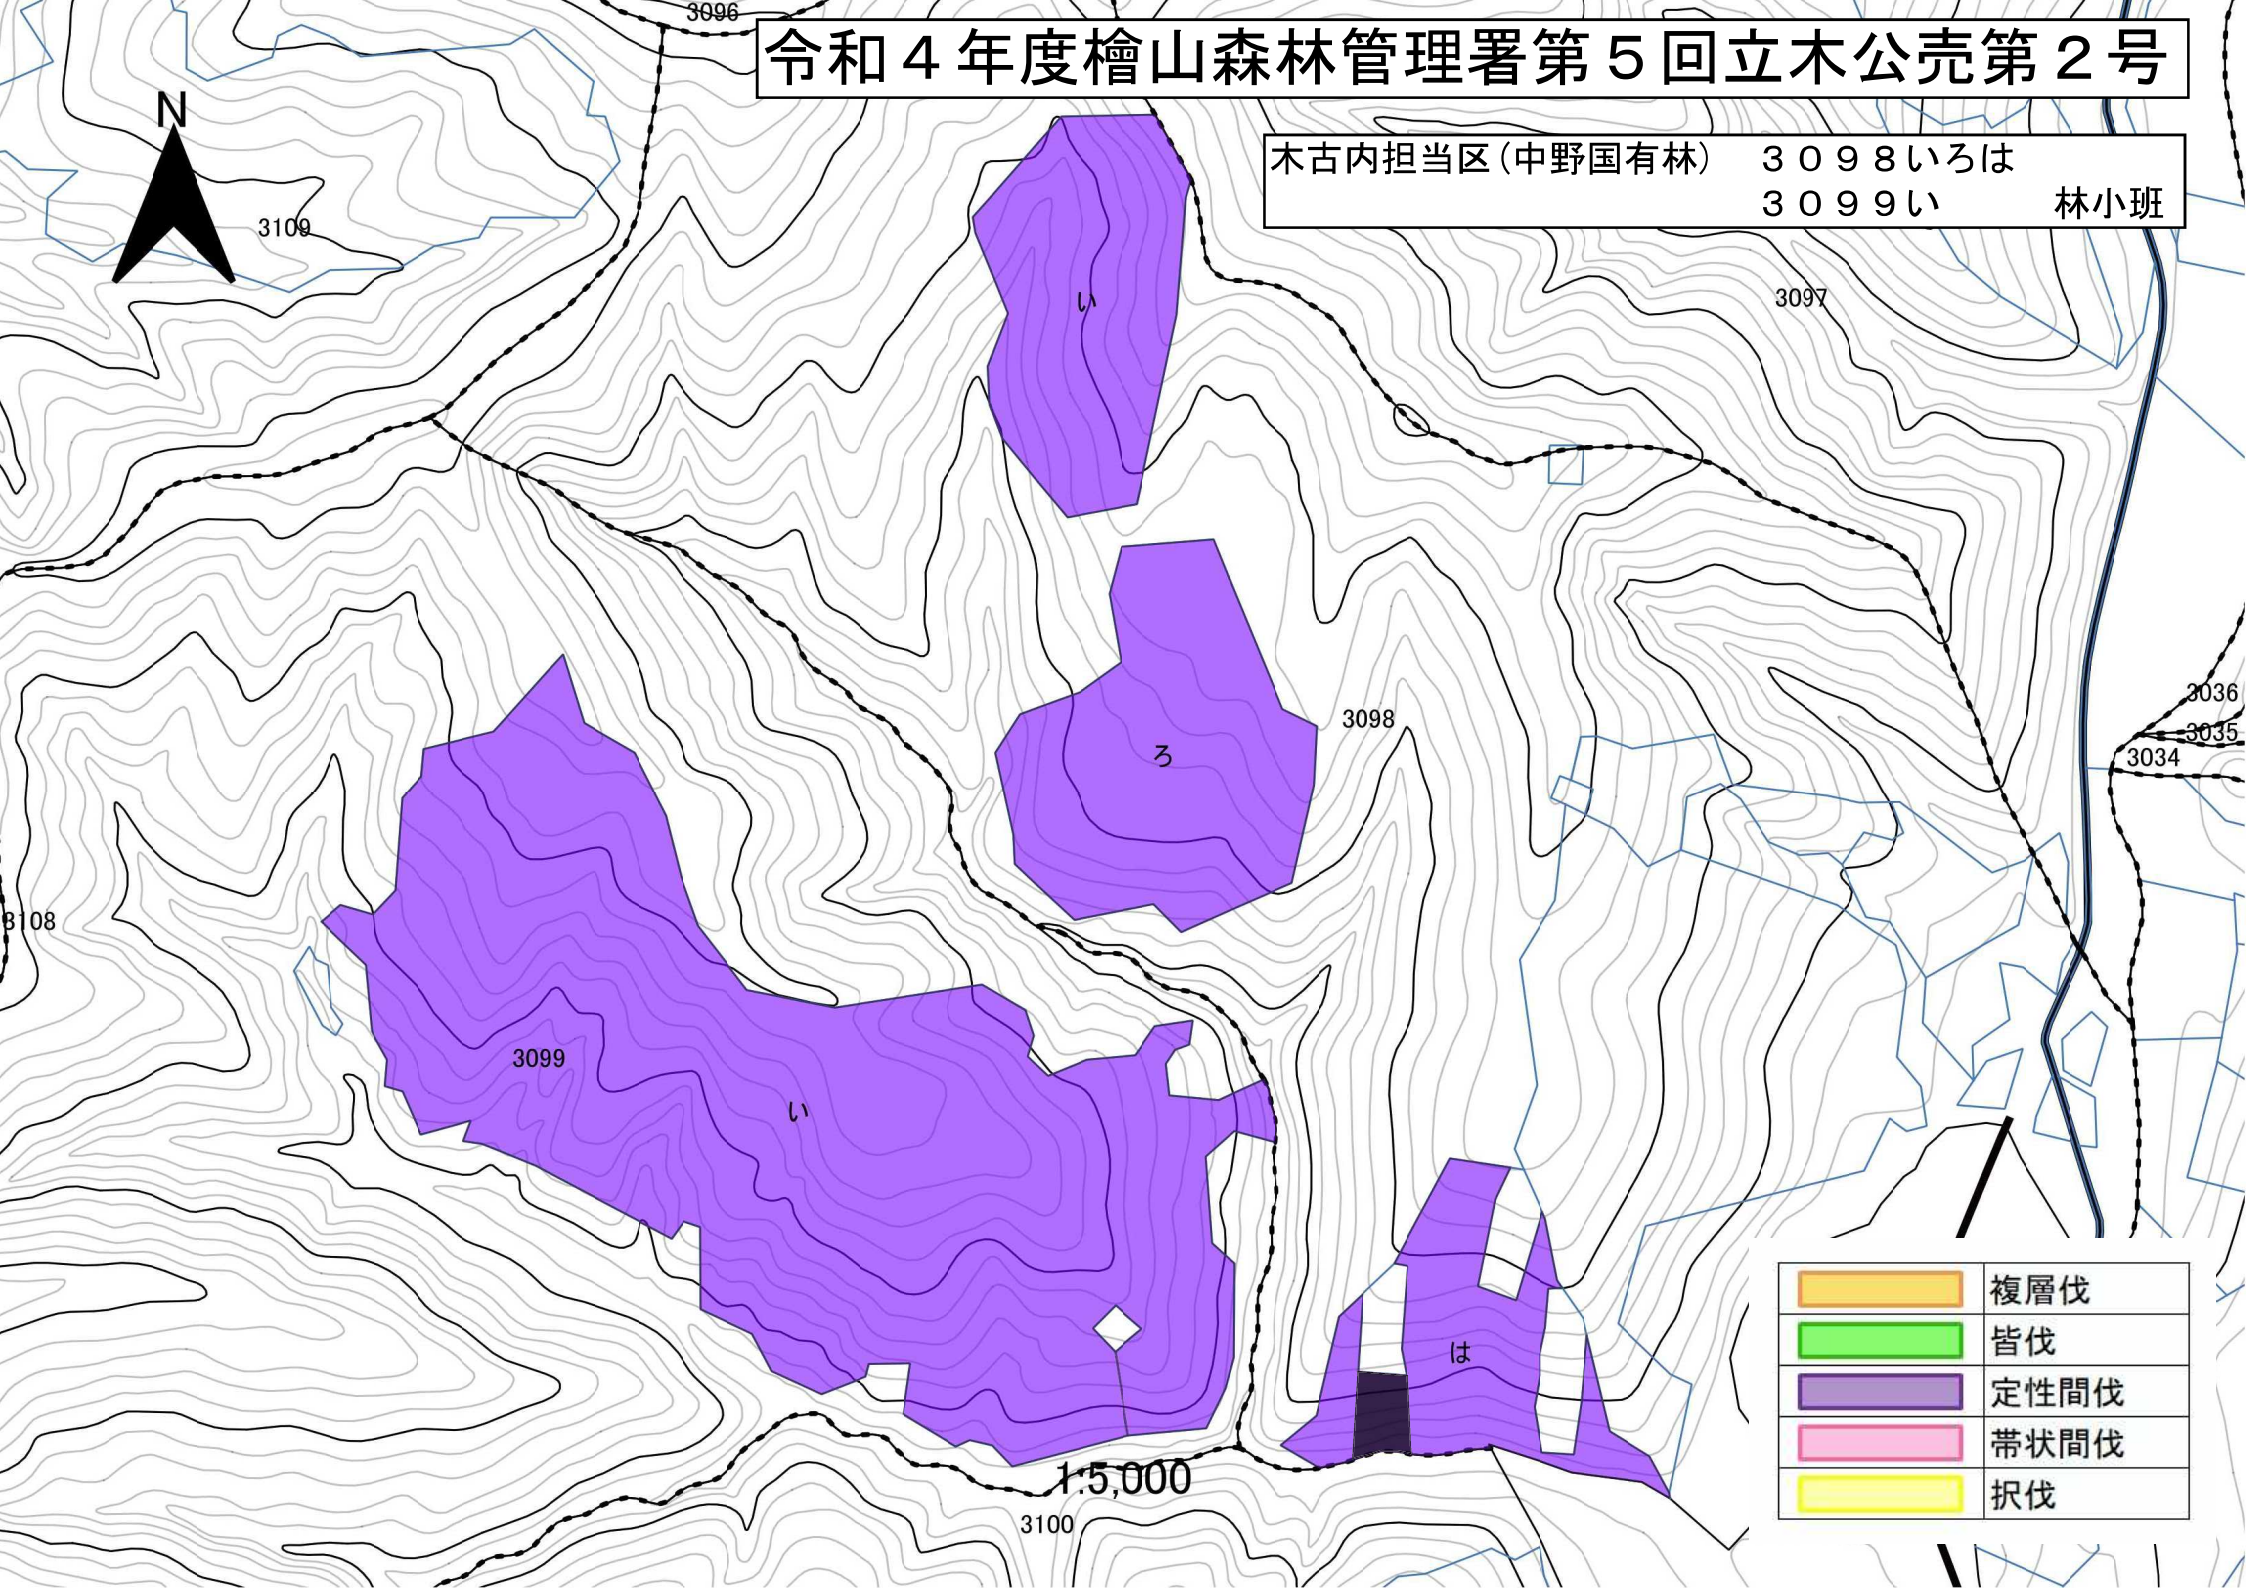 3096
令和４年度檜山森林管理署第５回立木公売第２号
N
木古内担当区(中野国有林)　３０９８いろは
３０９９い　林小班
3109
い
3097
3036
3035
3034
3098
ろ
3108
3099
い
は
1:5,000
3100
複層伐
皆伐
定性間伐
帯状間伐
択伐